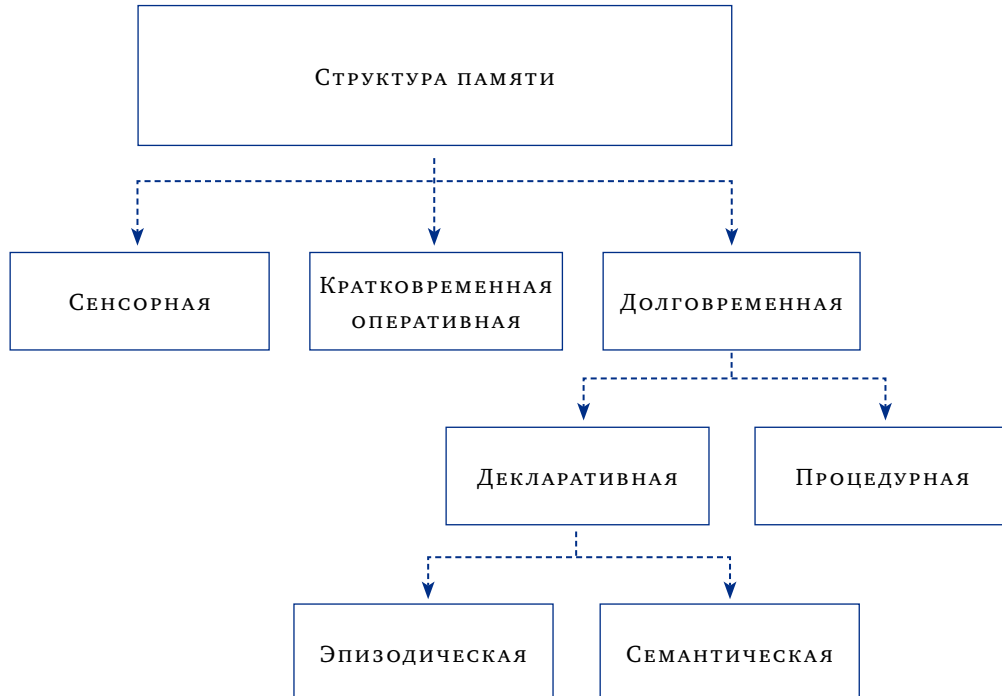 Структура памяти
Сенсорная
Кратковременная
оперативная
Долговременная
Декларативная
Процедурная
Эпизодическая
Семантическая